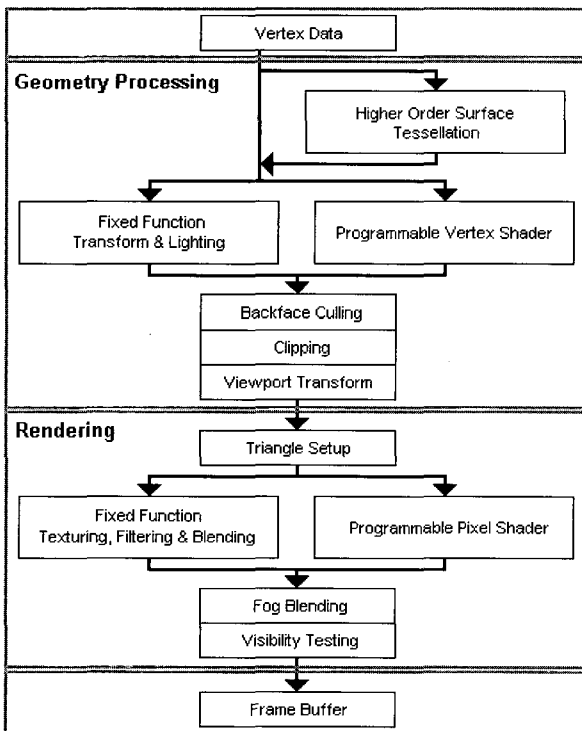 Vertex Data
Geometry Processing
Higher Order Surface
Tessellation
Fixed Function
Transform & Lighting
Programmable Vertex Shader
Backface Culling
Clipping
Viewport Transform
Rendering
Triangle Setup
Fixed Function
Texturing, Filtering & Blending
Programmable Pixel Shader
Fog Blending
Visibility Testing
Frame Buffer